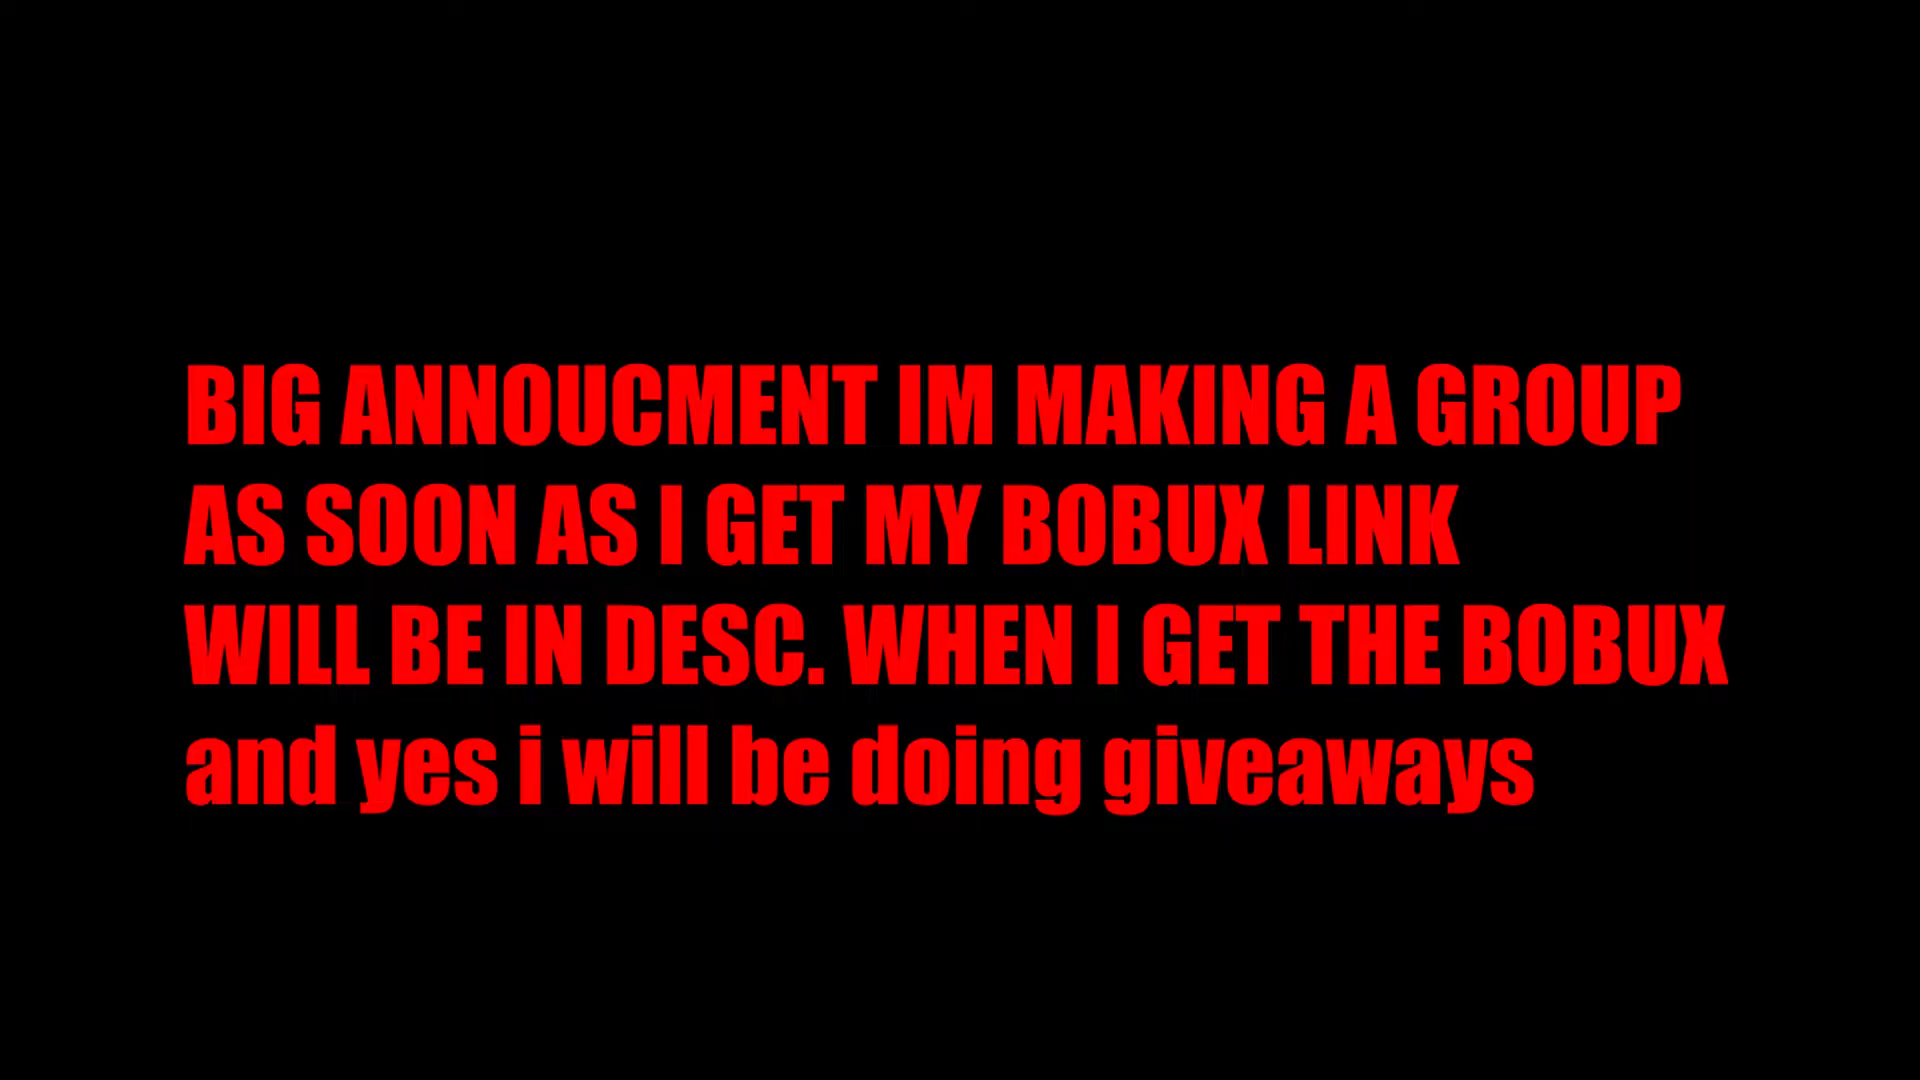 BIG ANNOUCMENT IM MAKING A GROUP
AS SOON AS I GET MY BOBUX LINK
WILL BE IN DESC. WHEN I GET THE BOBUX
and yes i will be doing giveaways